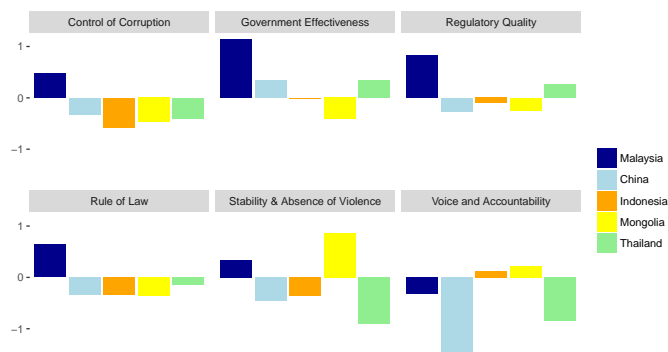 Control of Corruption
Government Effectiveness
Regulatory Quality
1
0
−1
Rule of Law
Stability & Absence of Violence
Voice and Accountability
1
0
−1
Malaysia
China
Indonesia
Mongolia
Thailand